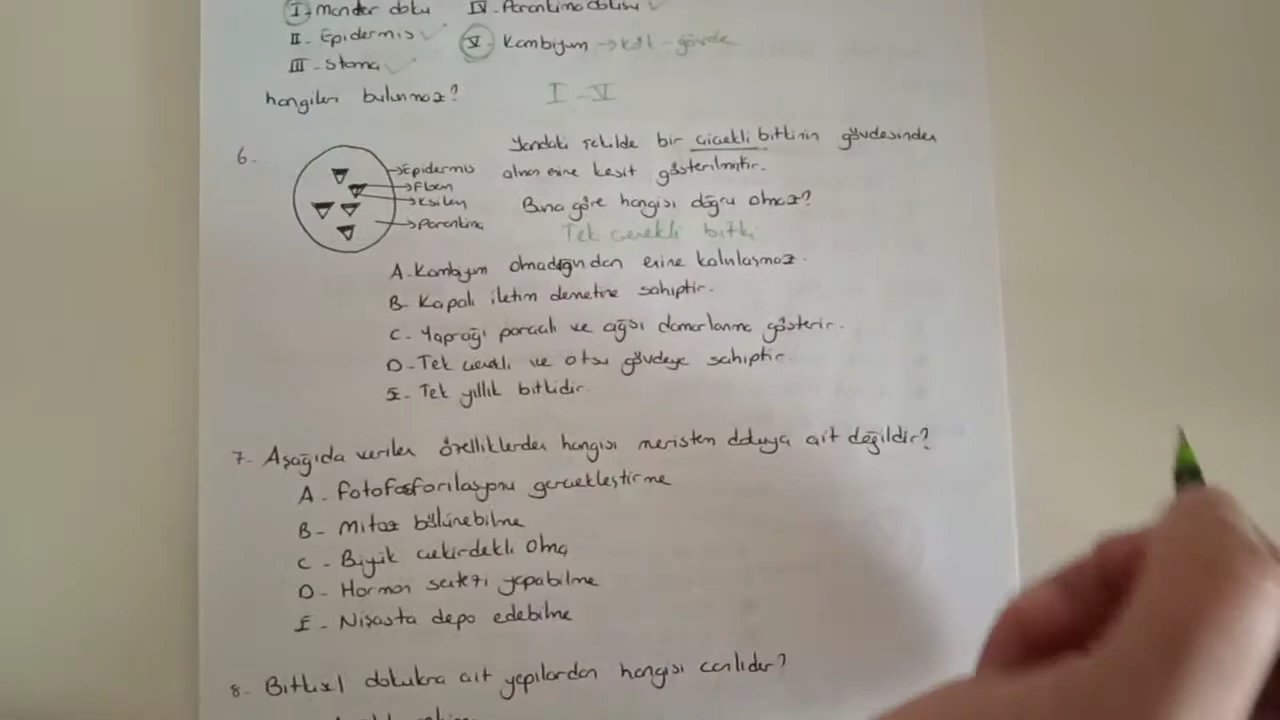 I- Mantar doku IV- Parankima dokusu
II- Epidermis V- Kambiyum → kök - gövde
III- Stoma
hangileri bulunmaz? I - V
6. Yandaki şekilde bir çiçekli bitkinin gövdesinden
alınan enine kesit gösterilmiştir.
Epidermis
Floem
Ksilem
Parankima
Buna göre hangisi doğru olmaz?
Tek çenekli bitki
A- Kambiyum olmadığından enine kalınlaşmaz.
B- Kapalı iletim demetine sahiptir.
C- Yaprağı parçalı ve ağsı damarlanma gösterir.
D- Tek çenekli ve otsu gövdeye sahiptir.
E- Tek yıllık bitkidir.
7- Aşağıda verilen özelliklerden hangisi meristem dokuya ait değildir?
A- Fotofosforilasyonu gerçekleştirme
B- Mitoz bölünebilme
C- Büyük çekirdekli olma
D- Hormon sentezi yapabilme
E- Nişasta depo edebilme
8- Bitkisel dokulara ait yapılardan hangisi canlıdır?